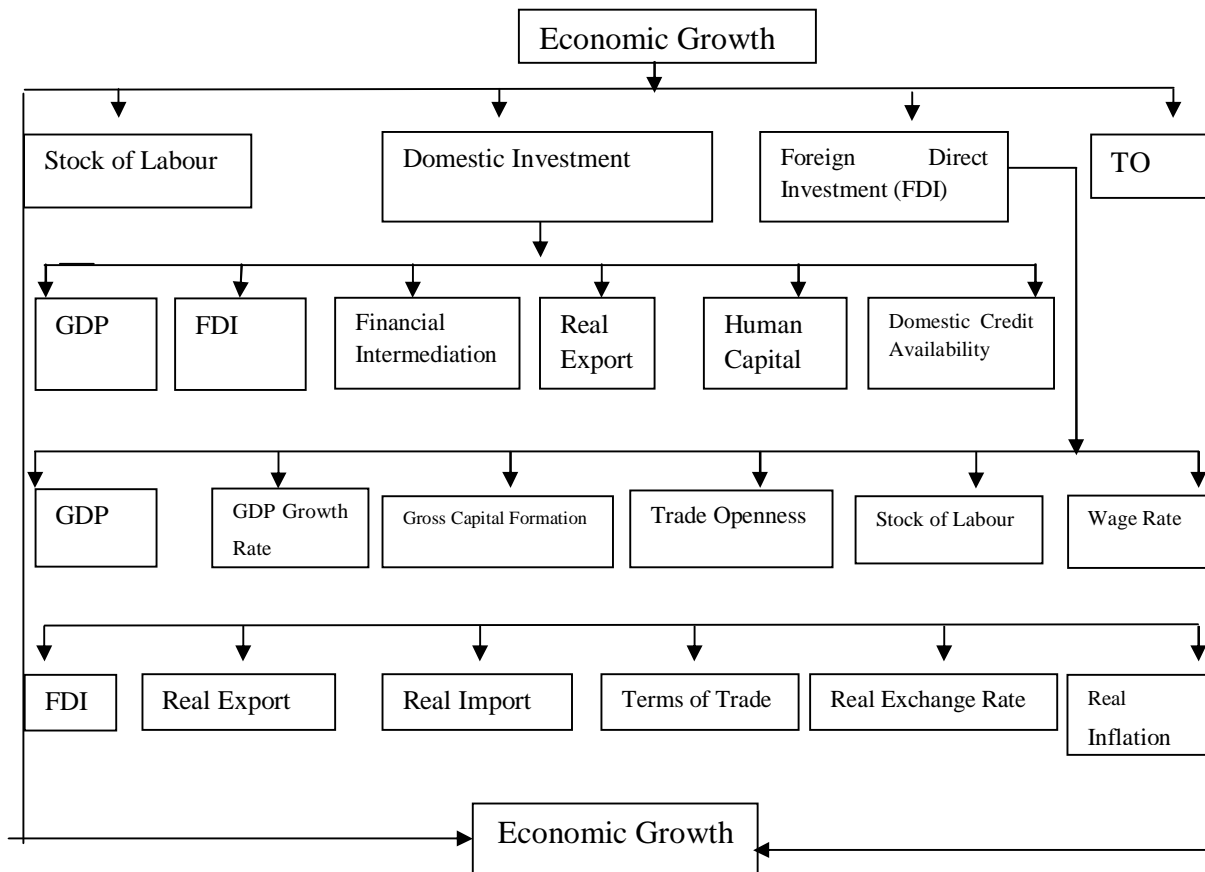 Economic Growth
Stock of Labour
Domestic Investment
Foreign Direct
Investment (FDI)
TO
GDP
FDI
Financial
Intermediation
Real
Export
Human
Capital
Domestic Credit
Availability
GDP
GDP Growth
Rate
Gross Capital Formation
Trade Openness
Stock of Labour
Wage Rate
FDI
Real Export
Real Import
Terms of Trade
Real Exchange Rate
Real
Inflation
Economic Growth